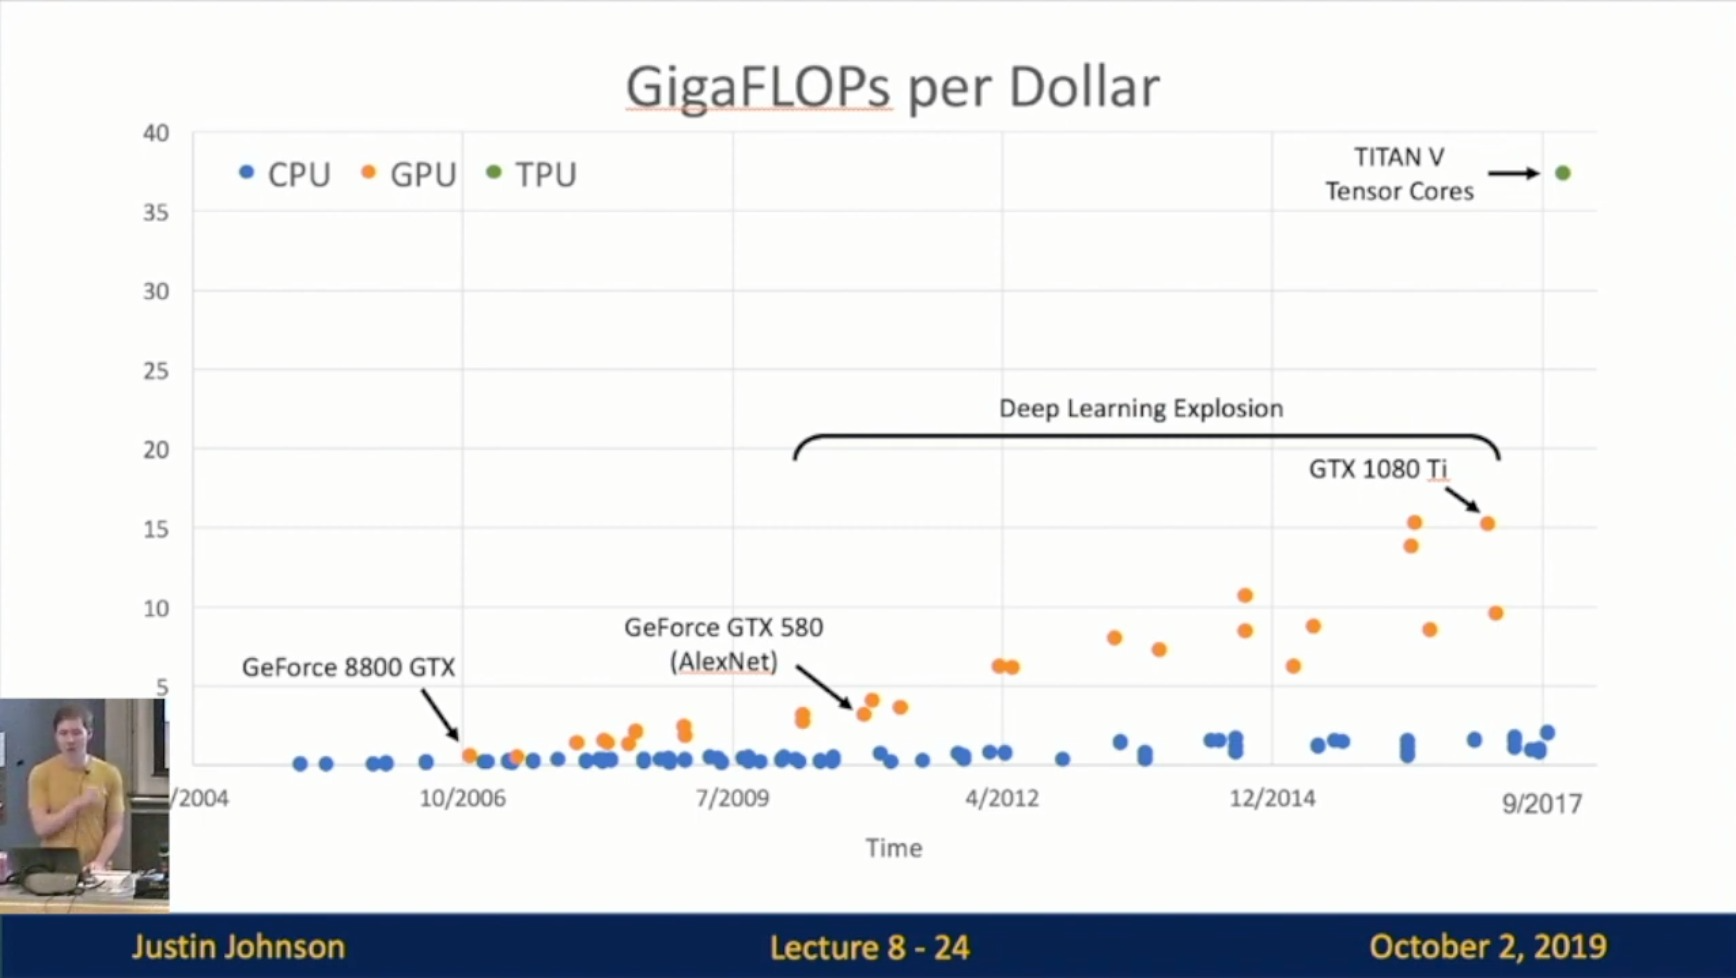 GigaFLOPs per Dollar
40
35
30
25
20
15
10
5
CPU GPU TPU
TITAN V
Tensor Cores
Deep Learning Explosion
GTX 1080 Ti
GeForce GTX 580
(AlexNet)
GeForce 8800 GTX
/2004 10/2006 7/2009 4/2012 12/2014 9/2017
Time
Justin Johnson Lecture 8 - 24 October 2, 2019